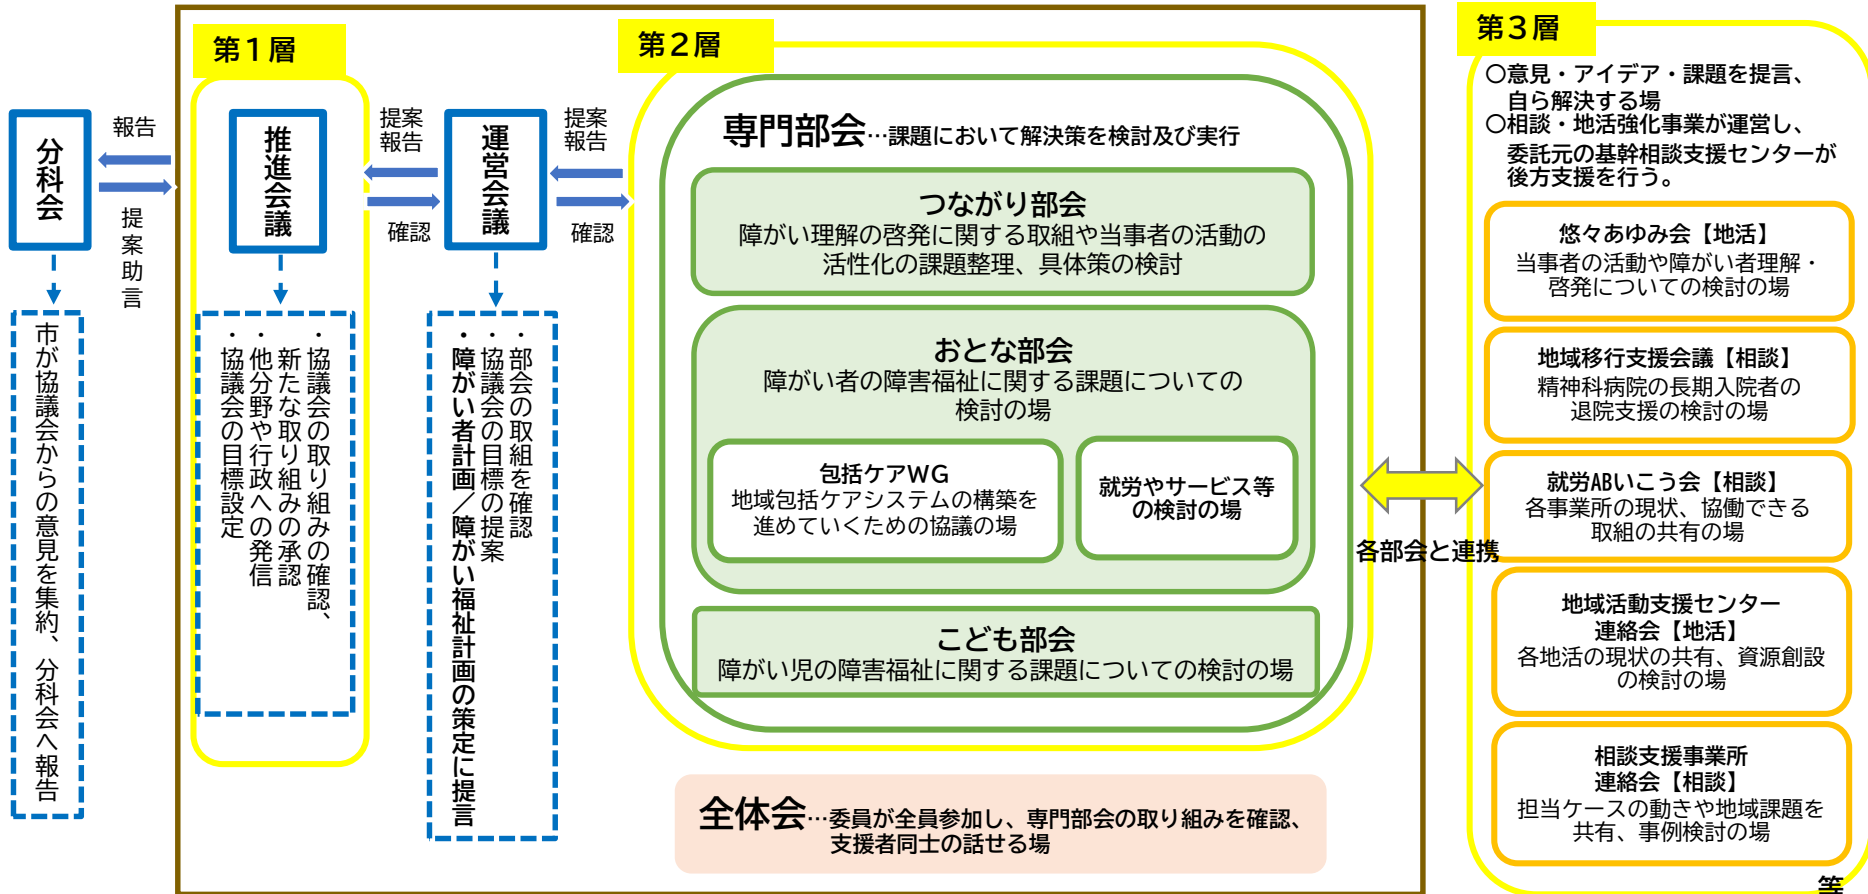 第1層
第2層
第3層
分科会
報告
提案助言
市が協議会からの意見を集約、分科会へ報告
推進会議
・協議会の取り組みの確認、
新たな取り組みの承認
・他分野や行政への発信
・協議会の目標設定
提案
報告
確認
運営会議
・部会の取組を確認
・協議会の目標の提案
・障がい者計画／障がい福祉計画の策定に提言
提案
報告
確認
専門部会…課題において解決策を検討及び実行
つながり部会
障がい理解の啓発に関する取組や当事者の活動の
活性化の課題整理、具体策の検討
おとな部会
障がい者の障害福祉に関する課題についての
検討の場
包括ケアWG
地域包括ケアシステムの構築を
進めていくための協議の場
就労やサービス等
の検討の場
こども部会
障がい児の障害福祉に関する課題についての検討の場
全体会…委員が全員参加し、専門部会の取り組みを確認、
支援者同士の話せる場
各部会と連携
〇意見・アイデア・課題を提言、
自ら解決する場
〇相談・地活強化事業が運営し、
委託元の基幹相談支援センターが
後方支援を行う。
悠々あゆみ会【地活】
当事者の活動や障がい者理解・
啓発についての検討の場
地域移行支援会議【相談】
精神科病院の長期入院者の
退院支援の検討の場
就労ABいこう会【相談】
各事業所の現状、協働できる
取組の共有の場
地域活動支援センター
連絡会【地活】
各地活の現状の共有、資源創設
の検討の場
相談支援事業所
連絡会【相談】
担当ケースの動きや地域課題を
共有、事例検討の場
等